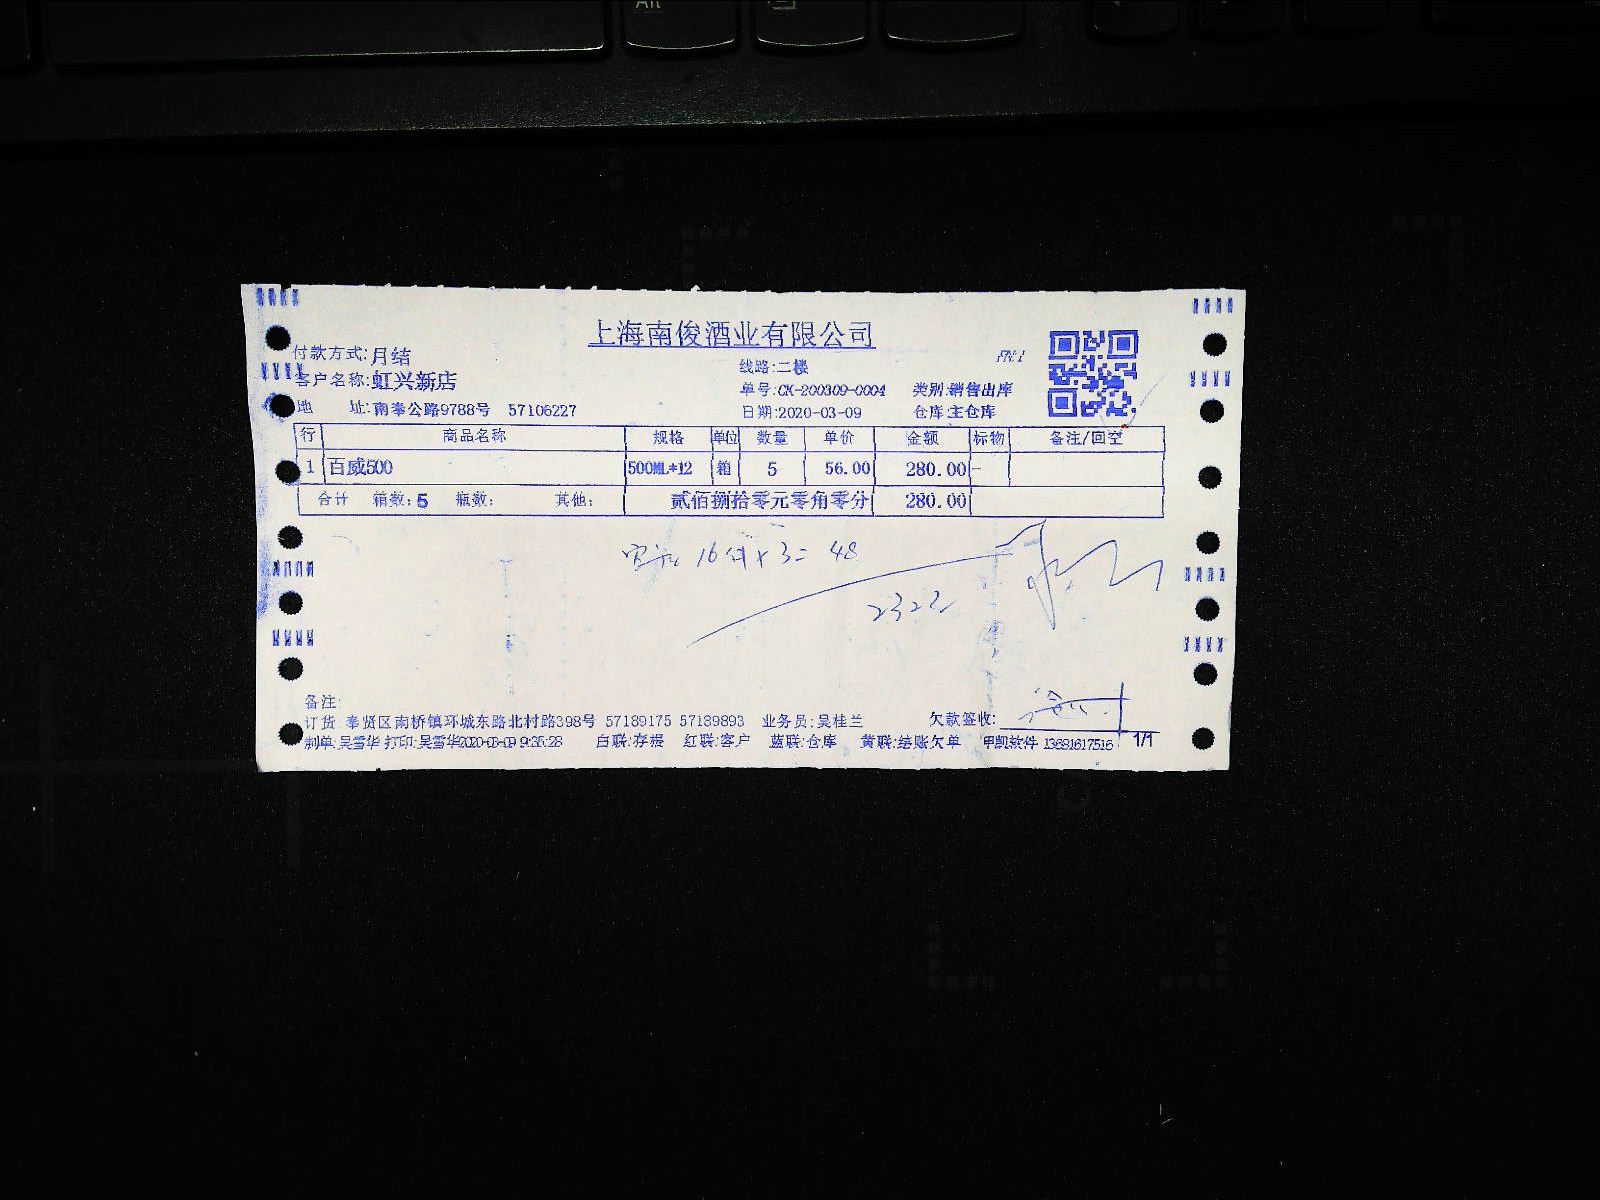 上海南俊酒业有限公司
付款方式:月结
线路:二楼
客户名称:虹兴新店
单号:CK-200309-0004 类别:销售出库
地 址:南奉公路9788号 57106227
日期:2020-03-09 仓库:主仓库
行 商品名称 规格 单位 数量 单价 金额 标物 备注/回空
1 百威500 500ML*12 箱 5 56.00 280.00 -
合计 箱数:5 瓶数: 其他: 贰佰捌拾零元零角零分 280.00
16 × 3 = 48
232
备注:
订货 奉贤区南桥镇环城东路北村路398号 57189175 57189893 业务员:吴桂兰 欠款签收:
制单:吴雪华 打印:吴雪华2020-03-09 9:35:28 白联:存根 红联:客户 蓝联:仓库 黄联:结账欠单 甲凯软件 13681617516 1/1